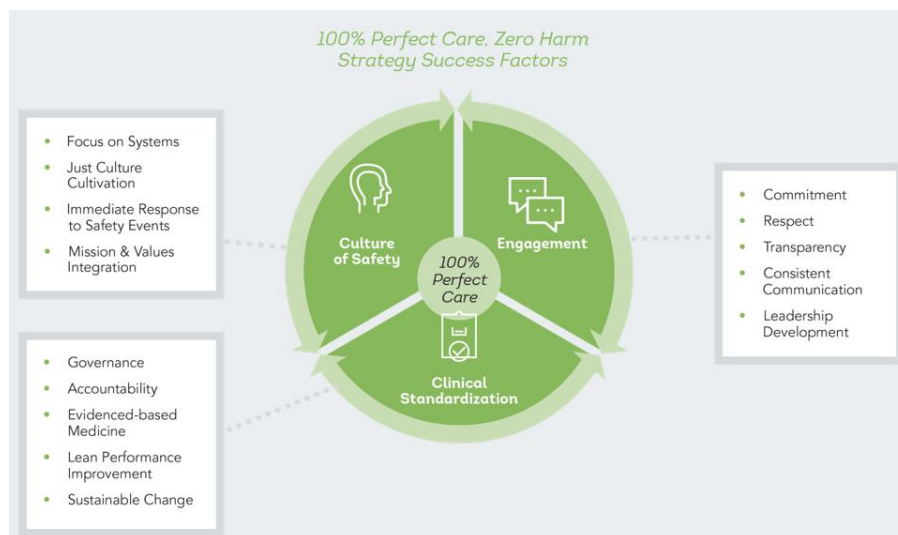 100% Perfect Care, Zero Harm
Strategy Success Factors
Focus on Systems
Just Culture
Cultivation
Immediate Response
to Safety Events
Mission & Values
Integration
Culture
of Safety
Engagement
100%
Perfect
Care
Clinical
Standardization
Commitment
Respect
Transparency
Consistent
Communication
Leadership
Development
Governance
Accountability
Evidenced-based
Medicine
Lean Performance
Improvement
Sustainable Change